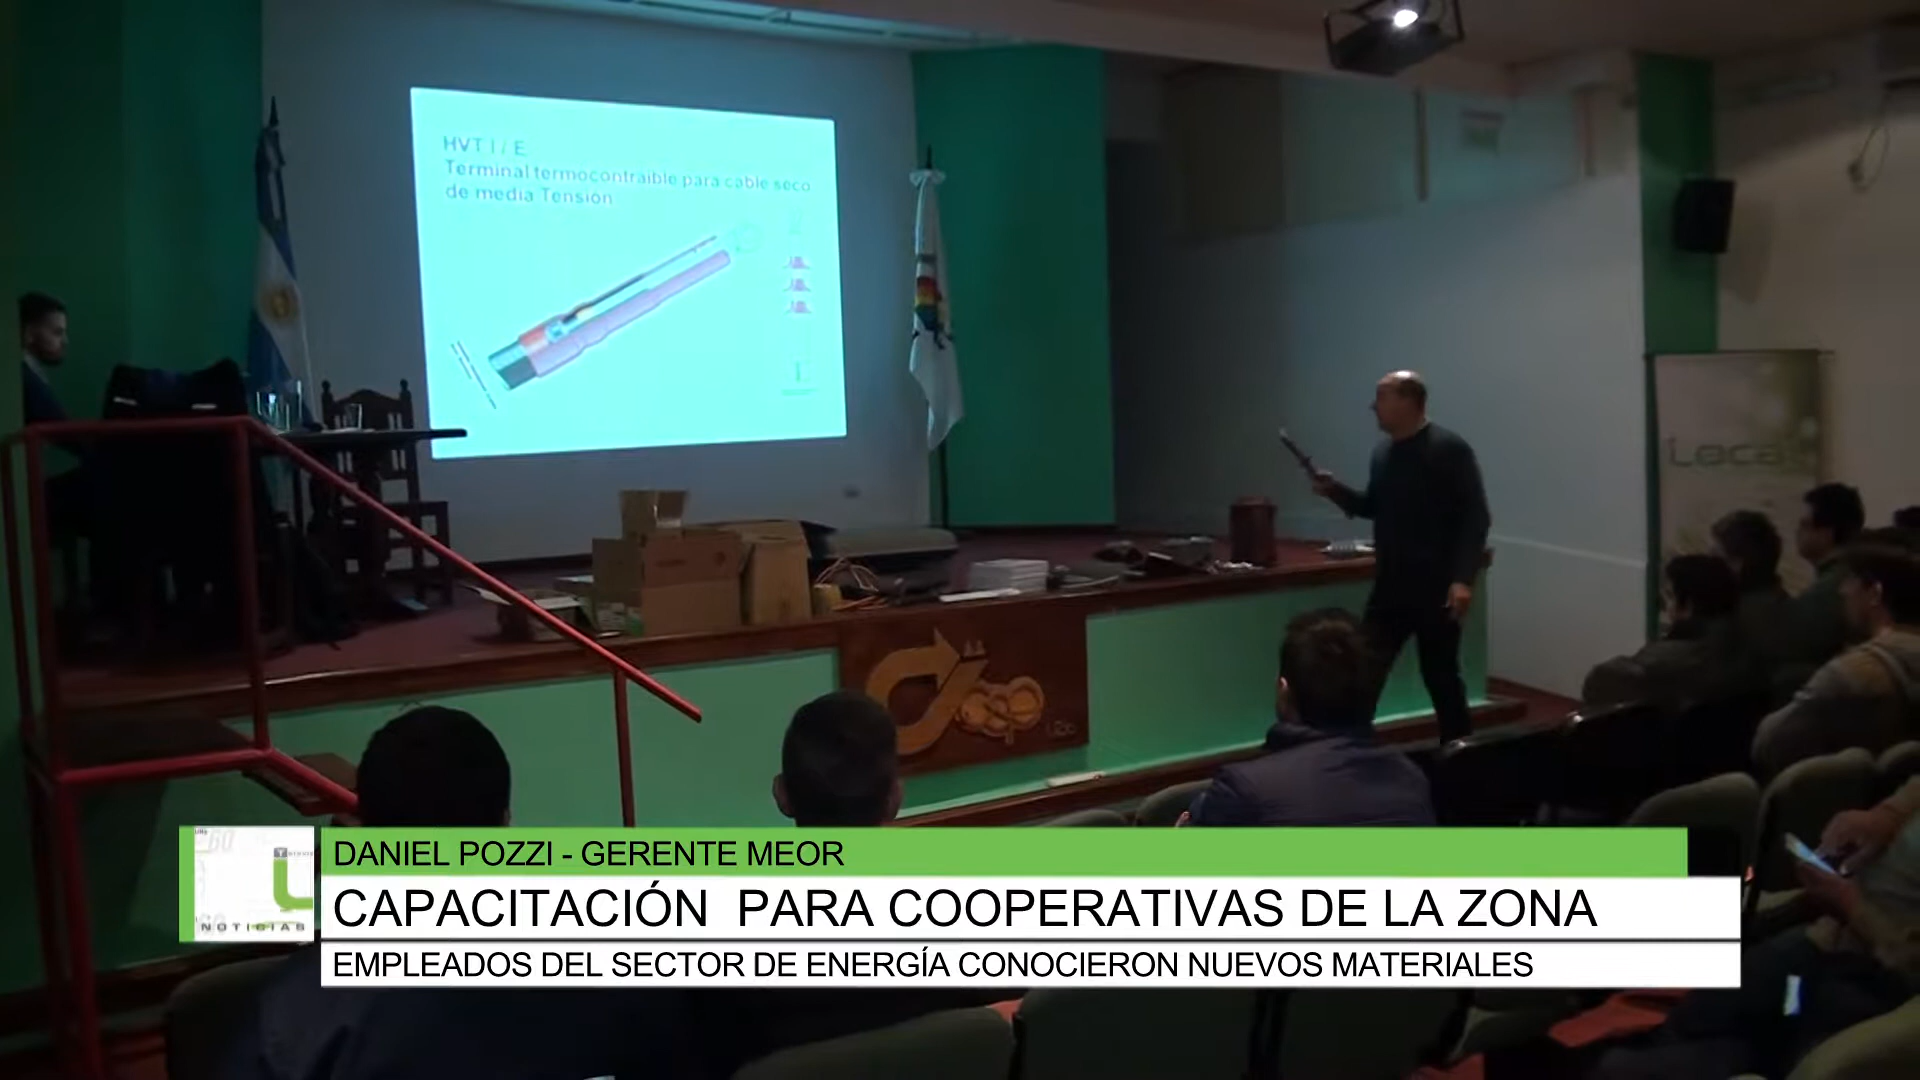 HVT I / E
Terminal termocontraible para cable seco
de media Tensión
Local
DANIEL POZZI - GERENTE MEOR
CAPACITACIÓN PARA COOPERATIVAS DE LA ZONA
NOTICIAS
EMPLEADOS DEL SECTOR DE ENERGÍA CONOCIERON NUEVOS MATERIALES